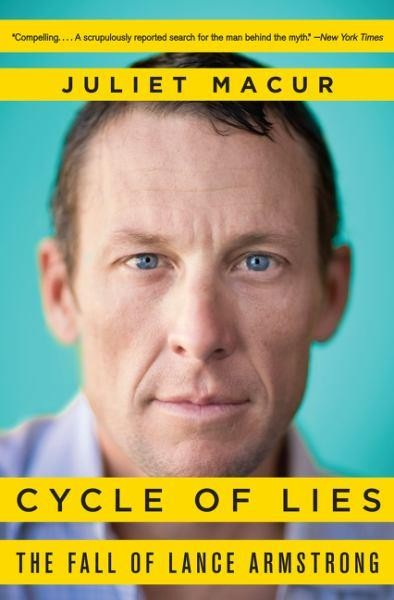 "Compelling. . . . A scrupulously reported search for the man behind the myth." —New York Times
JULIET MACUR
CYCLE OF LIES
THE FALL OF LANCE ARMSTRONG